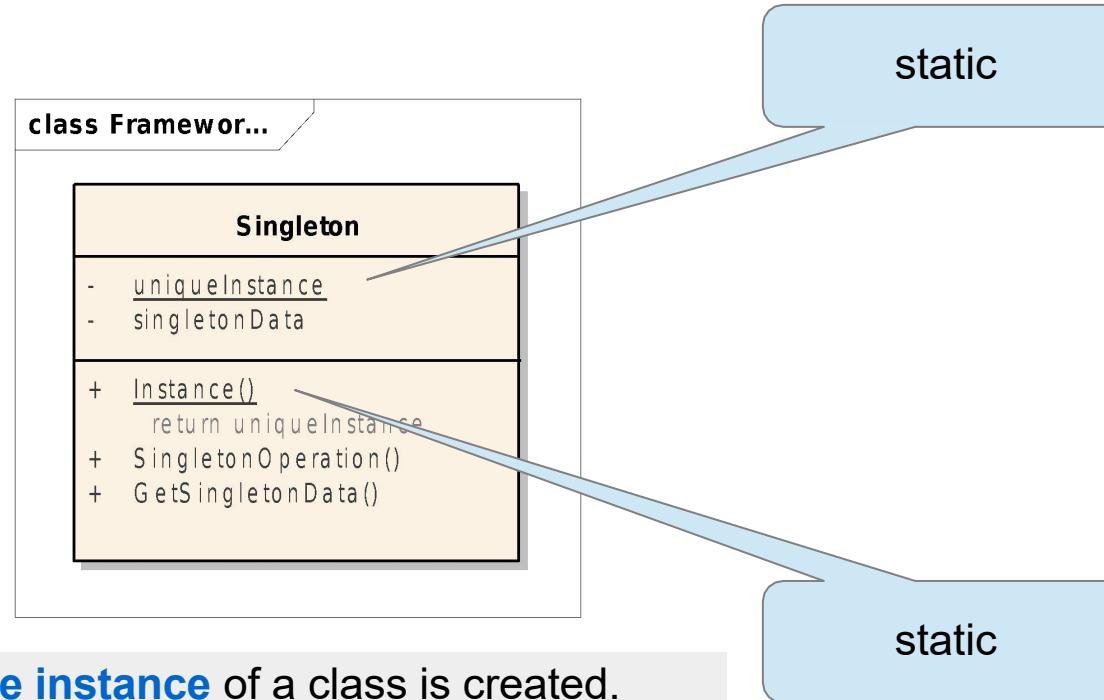 static
class Framewor...
Singleton
- uniqueInstance
- singletonData
+ Instance()
return uniqueInstance
+ SingletonOperation()
+ GetSingletonData()
static
e instance of a class is created.